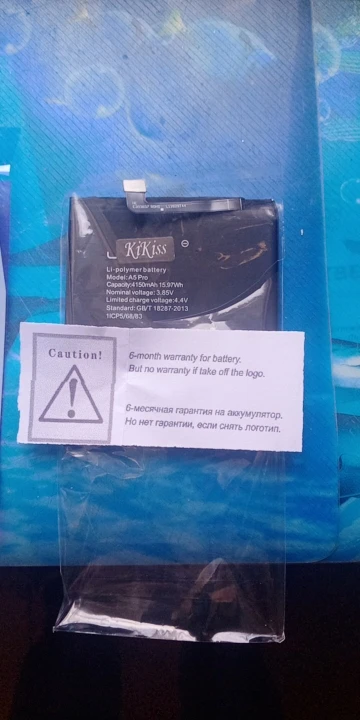 KiKiss
Li-polymer battery
Model: A5 Pro
Capacity:4150mAh 15.97Wh
Nominal voltage: 3.85V
Limited charge voltage:4.4V
Standard:GB/T 18287-2013
1ICP5/68/83
Caution!
6-month warranty for battery.
But no warranty if take off the logo.
6-месячная гарантия на аккумулятор.
Но нет гарантии, если снять логотип.